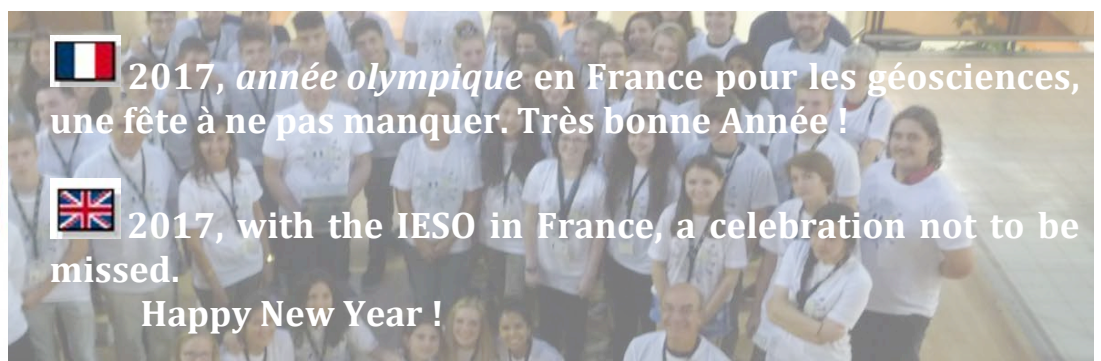 2017, année olympique en France pour les géosciences,
une fête à ne pas manquer. Très bonne Année !
2017, with the IESO in France, a celebration not to be
missed.
Happy New Year !